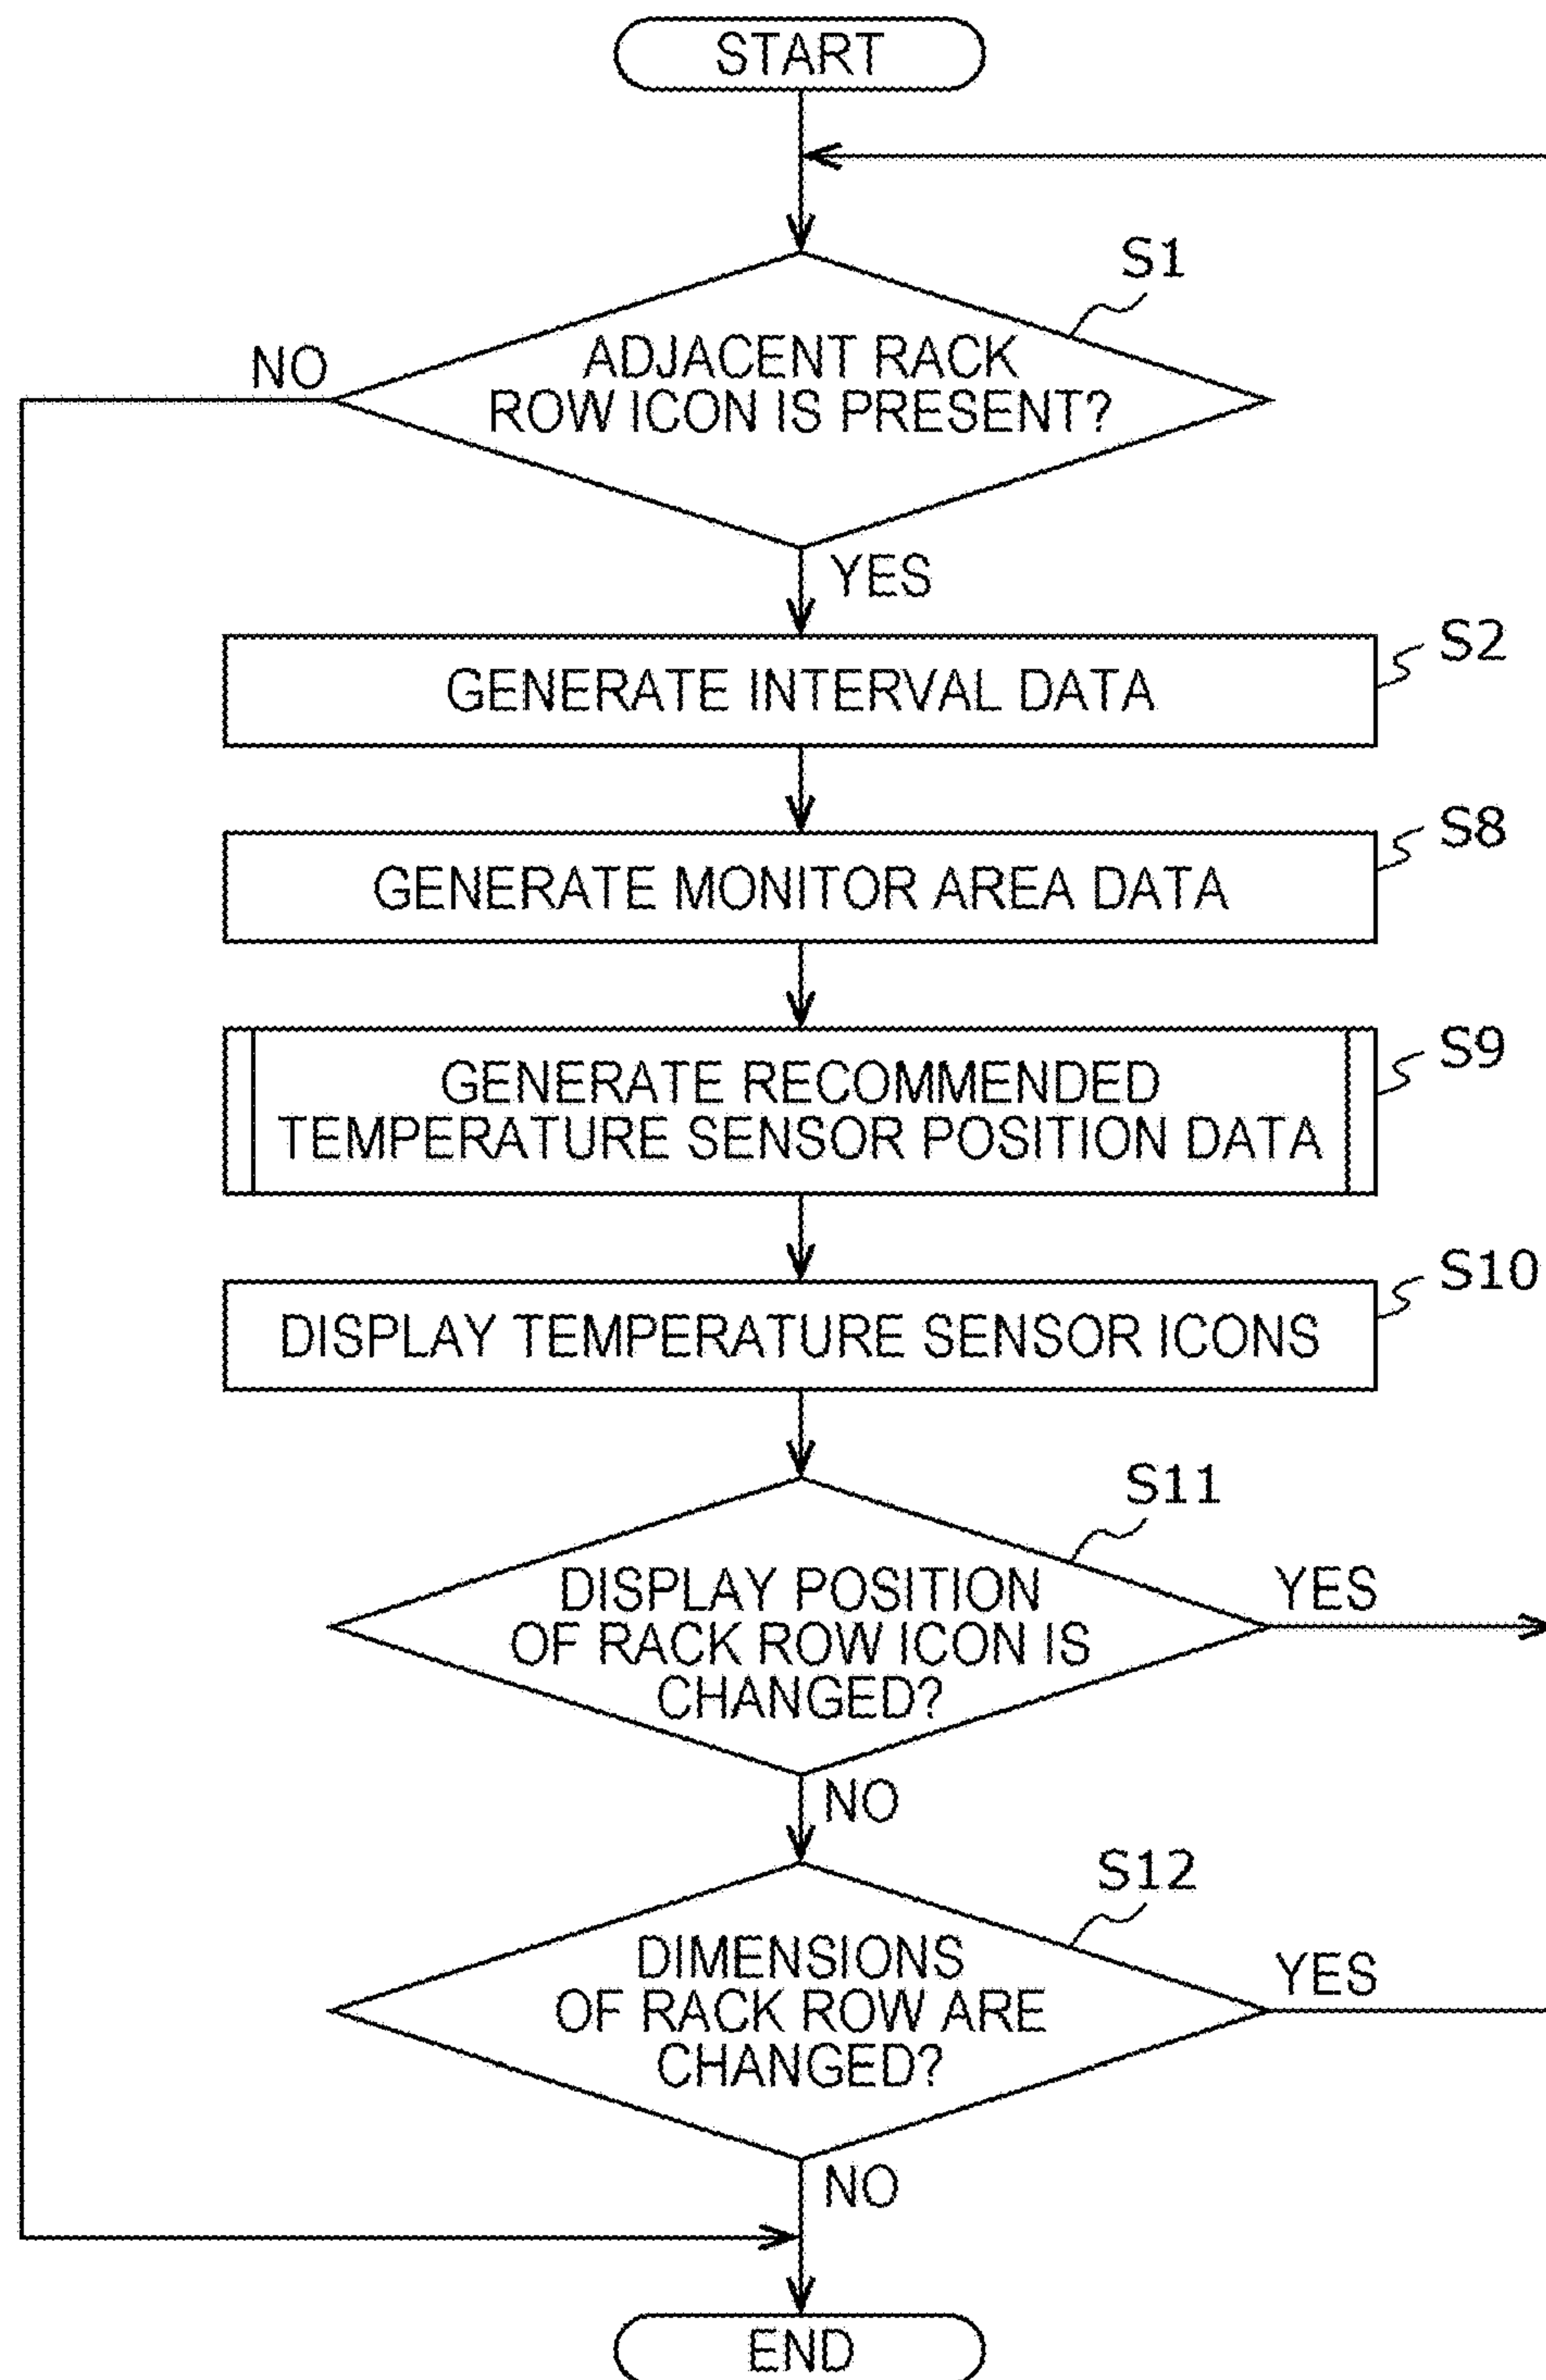 START
S1
ADJACENT RACK
ROW ICON IS PRESENT?
NO
YES
S2
GENERATE INTERVAL DATA
S8
GENERATE MONITOR AREA DATA
S9
GENERATE RECOMMENDED
TEMPERATURE SENSOR POSITION DATA
S10
DISPLAY TEMPERATURE SENSOR ICONS
S11
DISPLAY POSITION
OF RACK ROW ICON IS
CHANGED?
YES
NO
S12
DIMENSIONS
OF RACK ROW ARE
CHANGED?
YES
NO
END